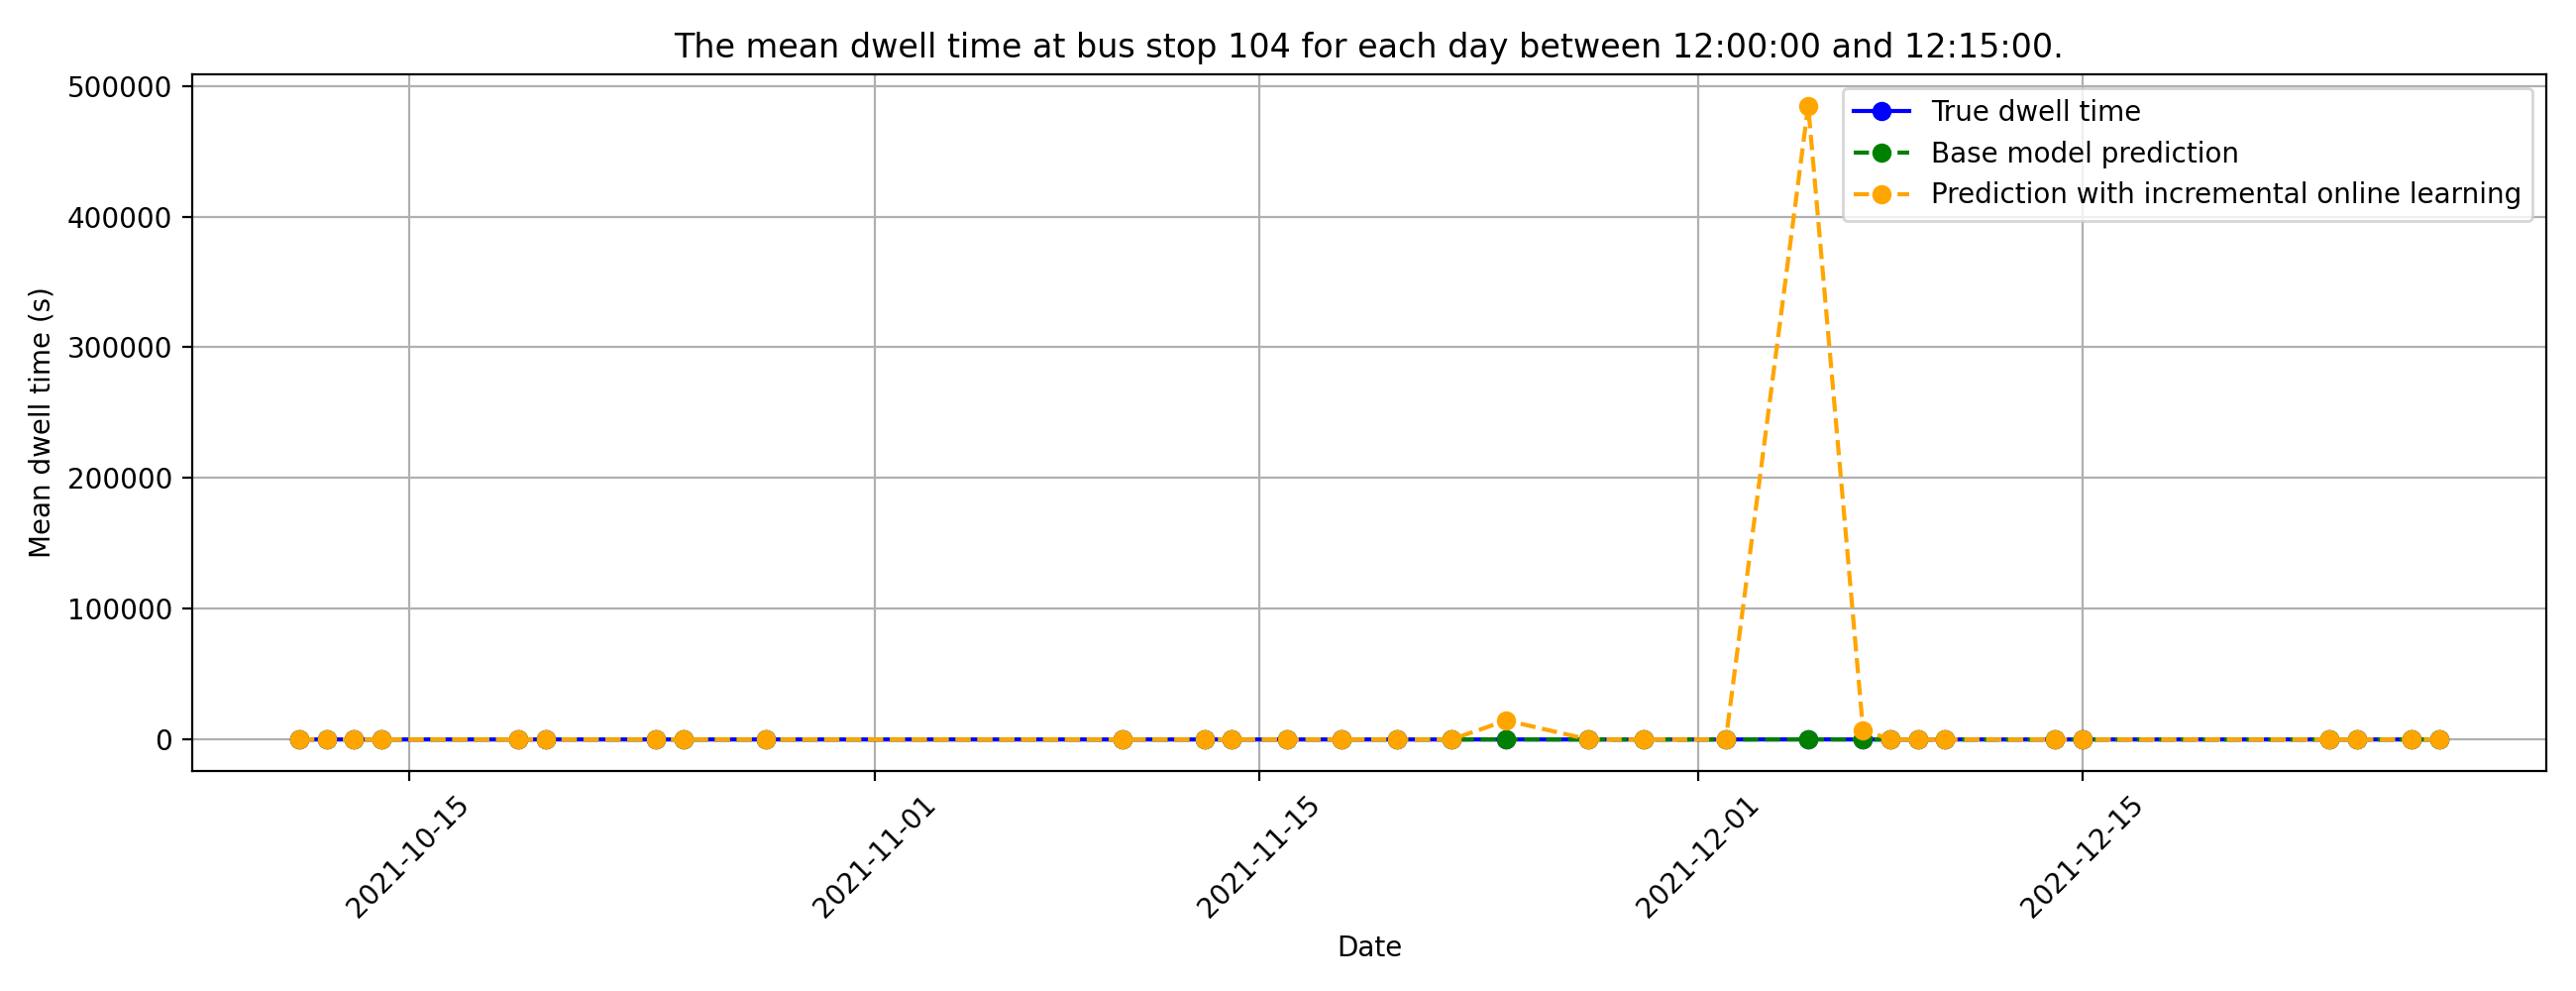 The mean dwell time at bus stop 104 for each day between 12:00:00 and 12:15:00.
500000
400000
300000
200000
100000
0
Mean dwell time (s)
True dwell time
Base model prediction
Prediction with incremental online learning
2021-10-15
2021-11-01
2021-11-15
2021-12-01
2021-12-15
Date